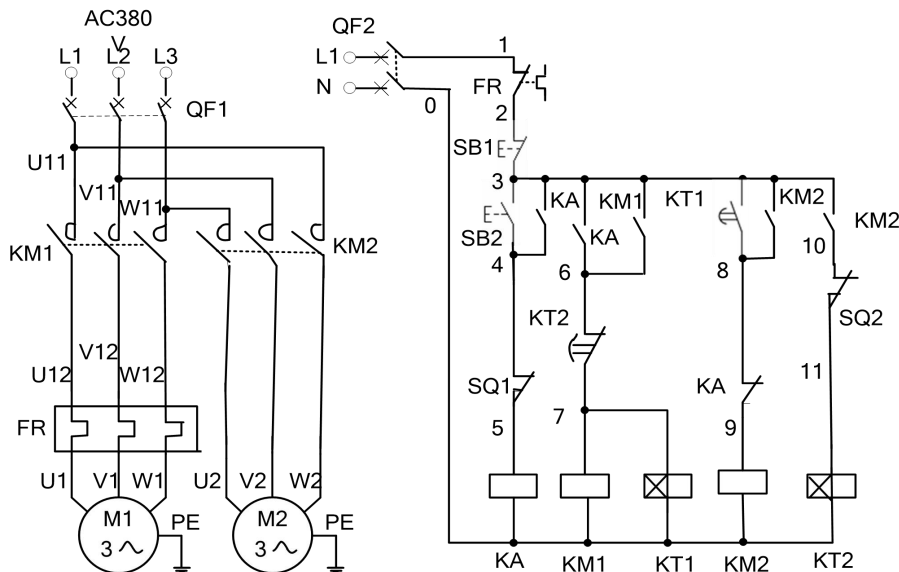 AC380
V
L1 L2 L3
QF1
U11
V11
W11
KM1
KM2
V12
U12 W12
FR
U1 V1 W1 U2 V2 W2
M1
3
PE
M2
3
PE
QF2
L1
N
0
1
FR
2
SB1
3
SB2
4
KA
KA
KM1
6
KT1
KM2
8
KM2
10
KT2
SQ2
SQ1
5
7
KA
9
11
KA KM1 KT1 KM2 KT2